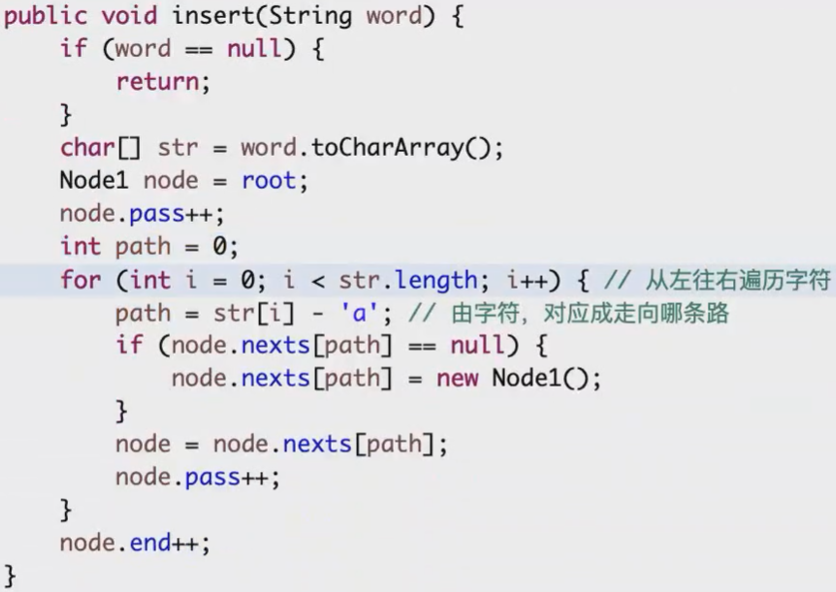 public void insert(String word) {
    if (word == null) {
        return;
    }
    char[] str = word.toCharArray();
    Node1 node = root;
    node.pass++;
    int path = 0;
    for (int i = 0; i < str.length; i++) { // 从左往右遍历字符
        path = str[i] - 'a'; // 由字符，对应成走向哪条路
        if (node.nexts[path] == null) {
            node.nexts[path] = new Node1();
        }
        node = node.nexts[path];
        node.pass++;
    }
    node.end++;
}